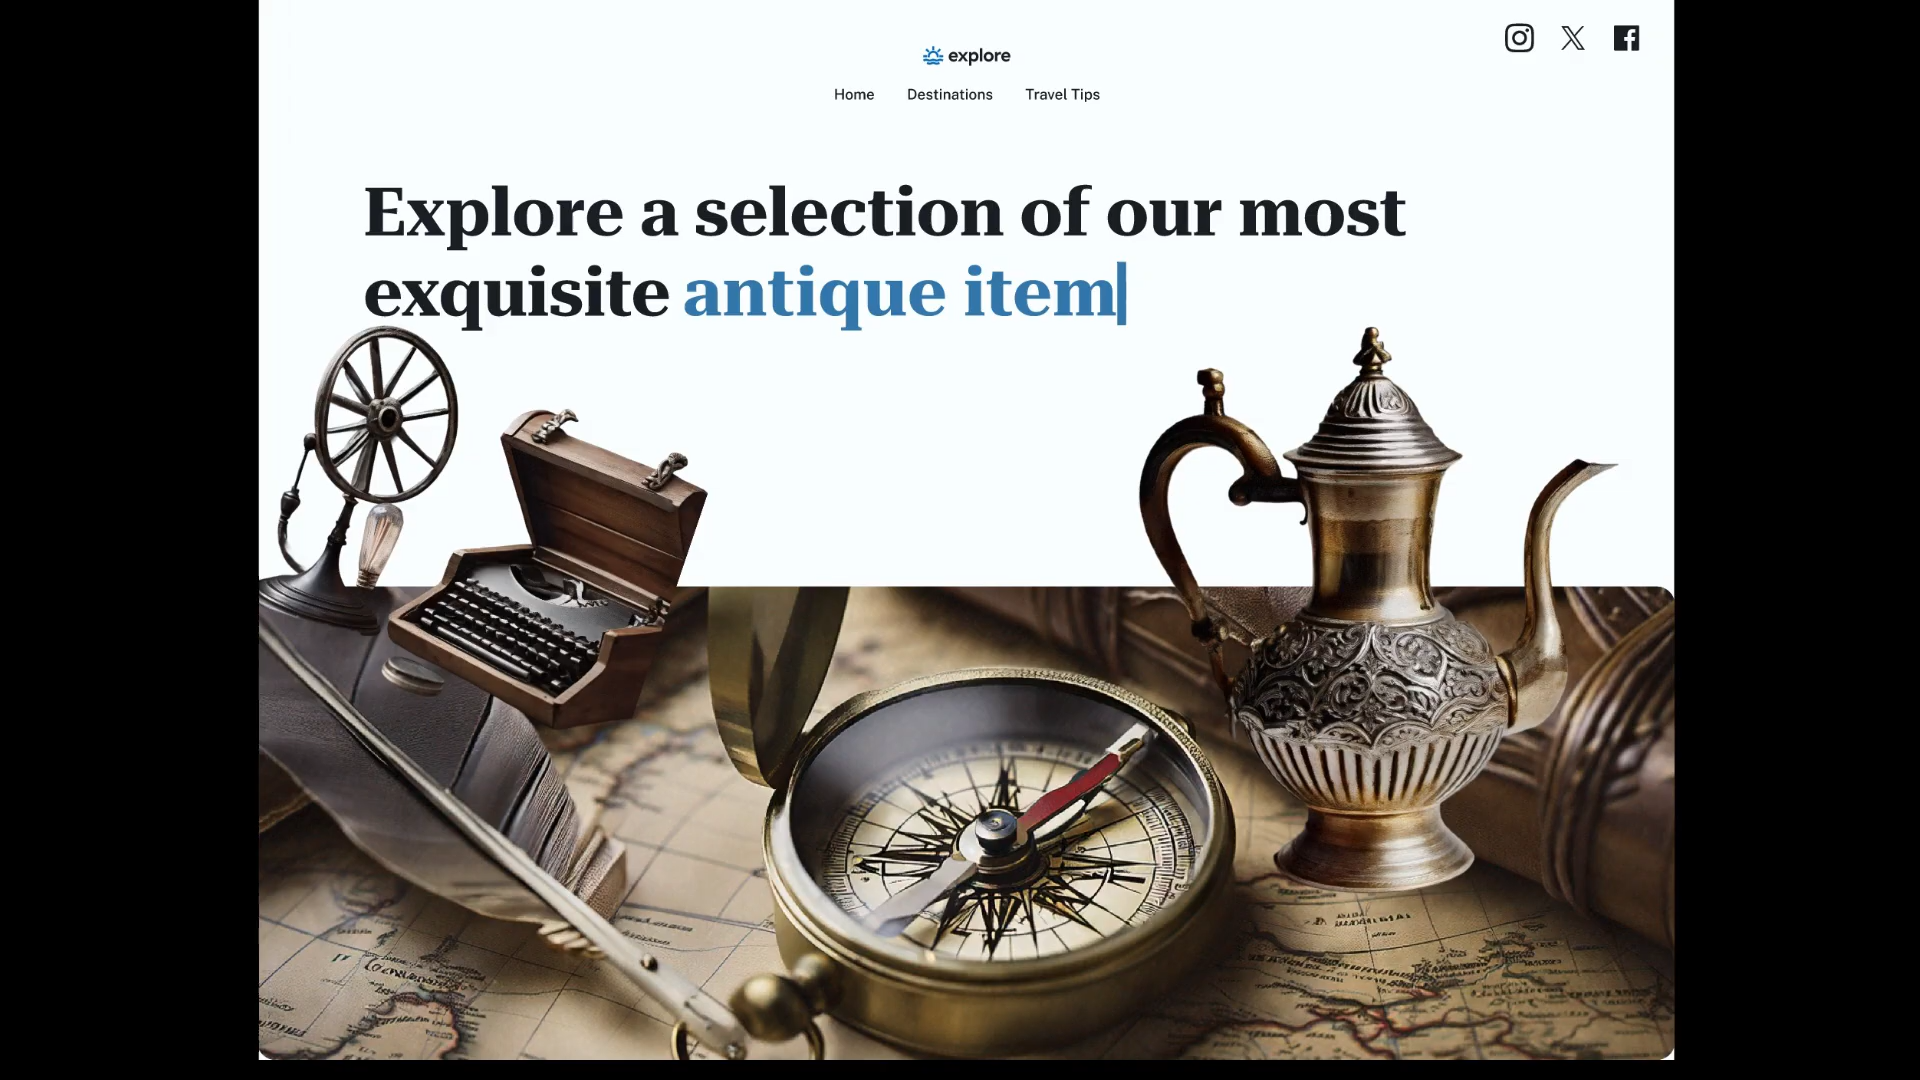 explore
Home Destinations Travel Tips
Explore a selection of our most
exquisite antique item